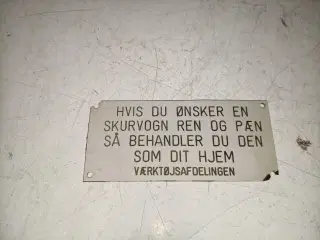 HVIS DU ØNSKER EN
SKURVOGN REN OG PÆN
SÅ BEHANDLER DU DEN
SOM DIT HJEM
VÆRKTØJSAFDELINGEN